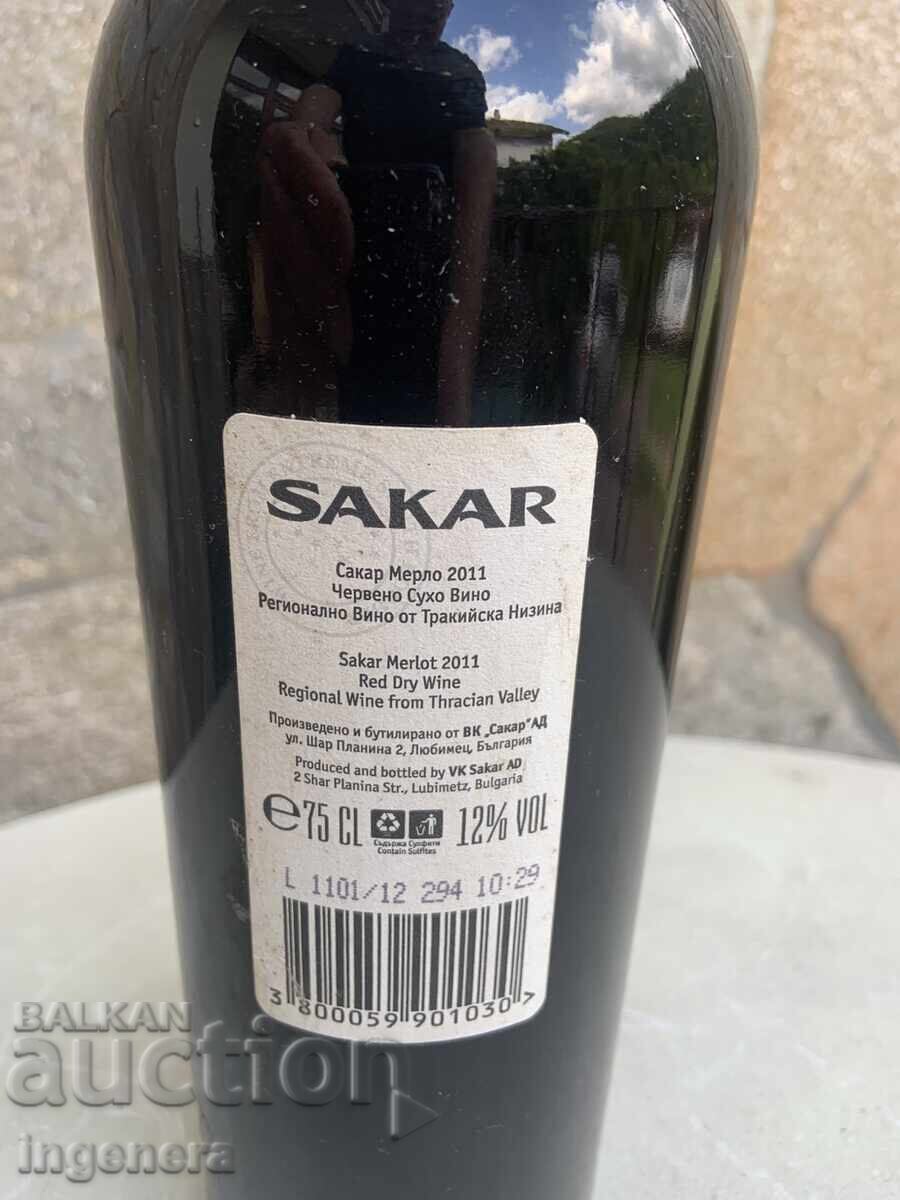 SAKAR
Сакар Мерло 2011
Червено Сухо Вино
Регионално Вино от Тракийска Низина
Sakar Merlot 2011
Red Dry Wine
Regional Wine from Thracian Valley
Произведено и бутилирано от ВК „Сакар"АД
ул. Шар Планина 2, Любимец, България
Produced and bottled by VK Sakar AD
2 Shar Planina Str., Lubimetz, Bulgaria
e 75 CL 12% VOL
Съдържа Сулфити
Contain Sulfites
L 1101/12 294 10:29
3 800059 901030 >
BALKAN
auction
ingenera